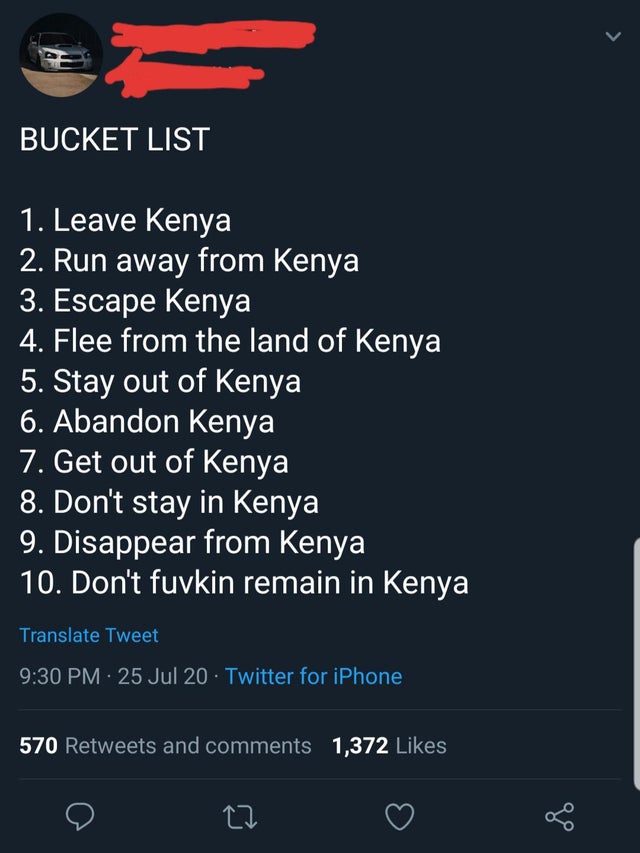 BUCKET LIST
1. Leave Kenya
2. Run away from Kenya
3. Escape Kenya
4. Flee from the land of Kenya
5. Stay out of Kenya
6. Abandon Kenya
7. Get out of Kenya
8. Don't stay in Kenya
9. Disappear from Kenya
10. Don't fuvkin remain in Kenya
Translate Tweet
9:30 PM · 25 Jul 20 · Twitter for iPhone
570 Retweets and comments 1,372 Likes